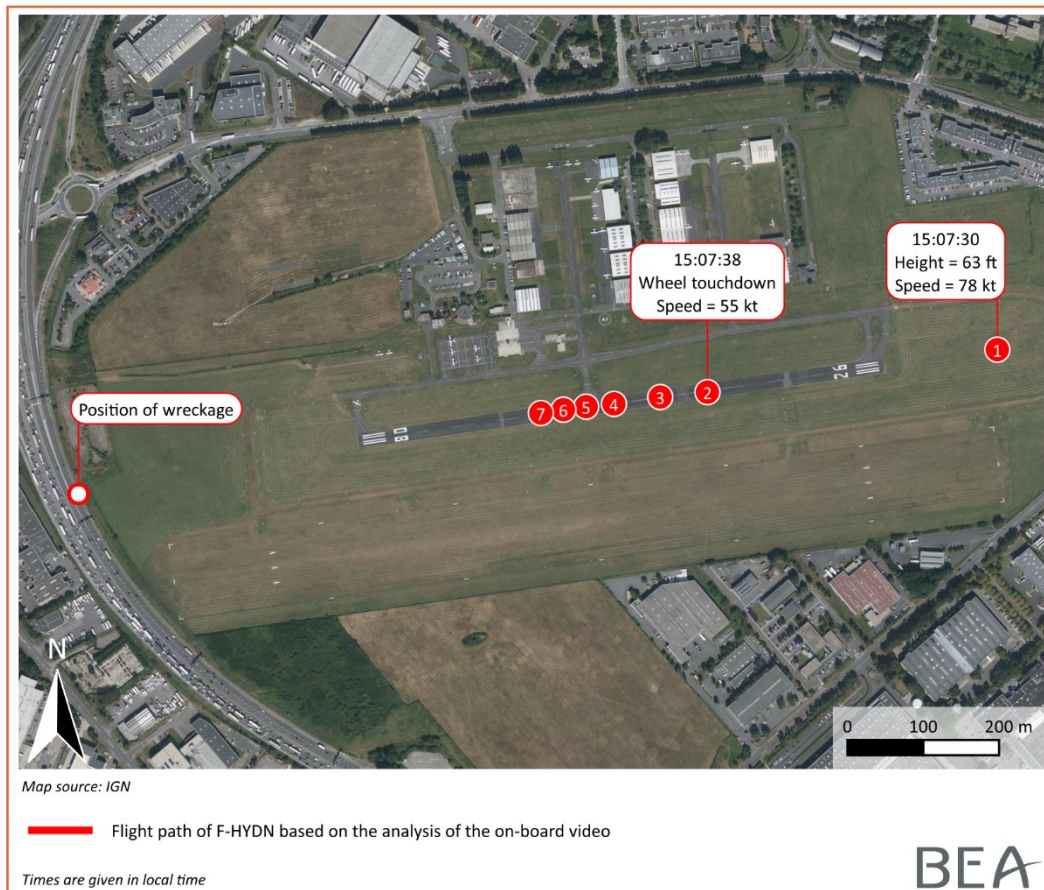 15:07:30
Height = 63 ft
Speed = 78 kt
15:07:38
Wheel touchdown
Speed = 55 kt
1
26
2
3
4
5
6
7
08
Position of wreckage
N
0 100 200 m
Map source: IGN
Flight path of F-HYDN based on the analysis of the on-board video
Times are given in local time
BEA